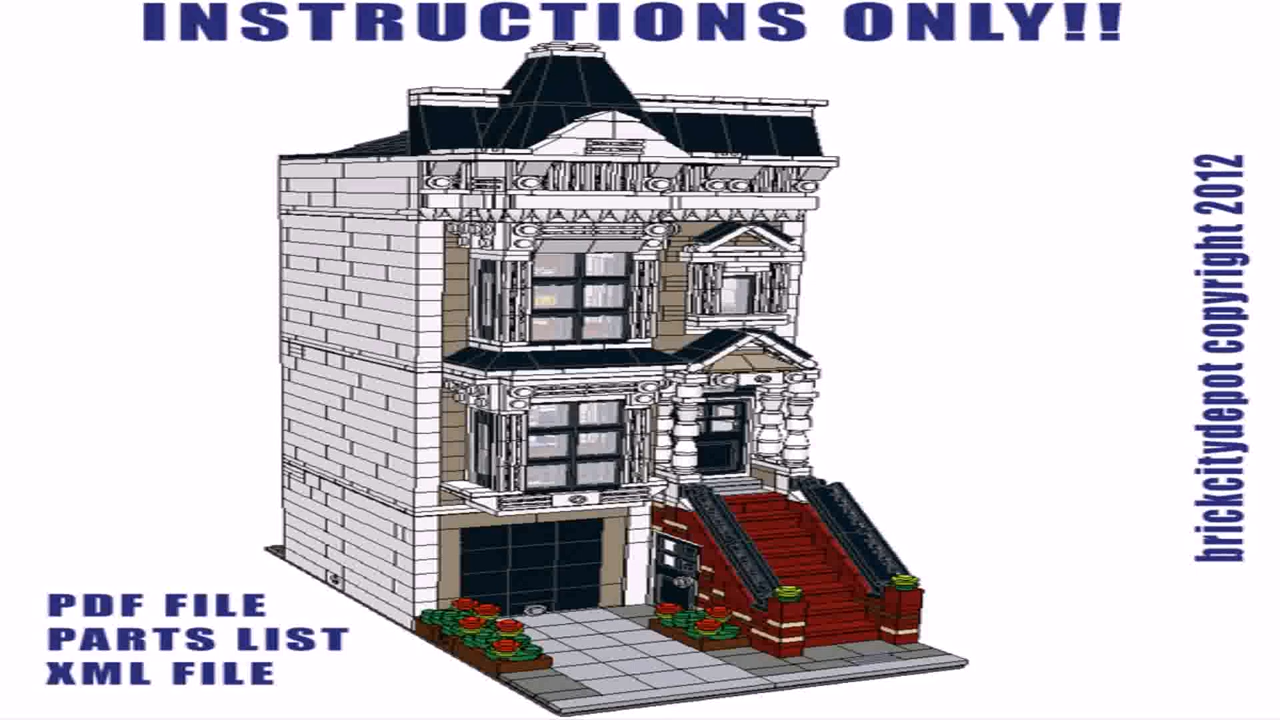 INSTRUCTIONS ONLY!!
brickcitydepot copyright 2012
PDF FILE
PARTS LIST
XML FILE